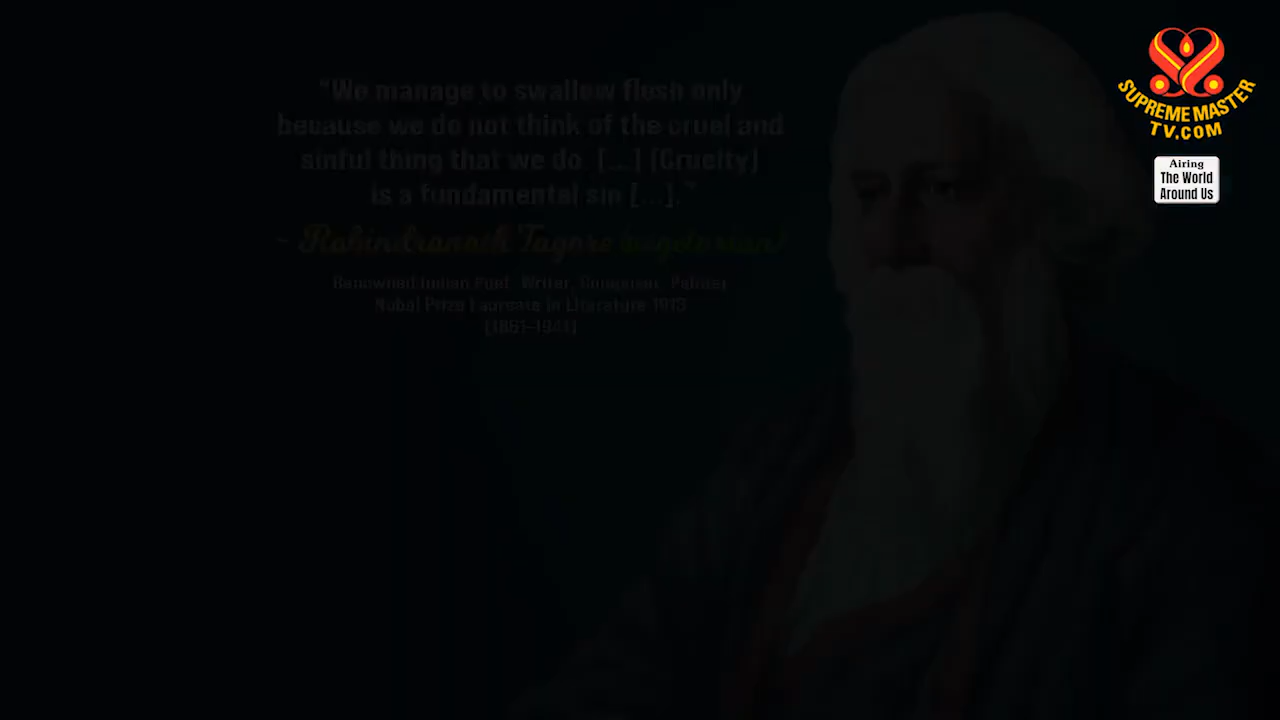 "We manage to swallow flesh only
because we do not think of the cruel and
sinful thing that we do. [...] [Cruelty]
is a fundamental sin [...]."
~ Rabindranath Tagore (vegetarian)
Renowned Indian Poet, Writer, Composer, Painter
Nobel Prize Laureate in Literature 1913
(1861–1941)
SUPREME MASTER
TV.COM
Airing
The World
Around Us